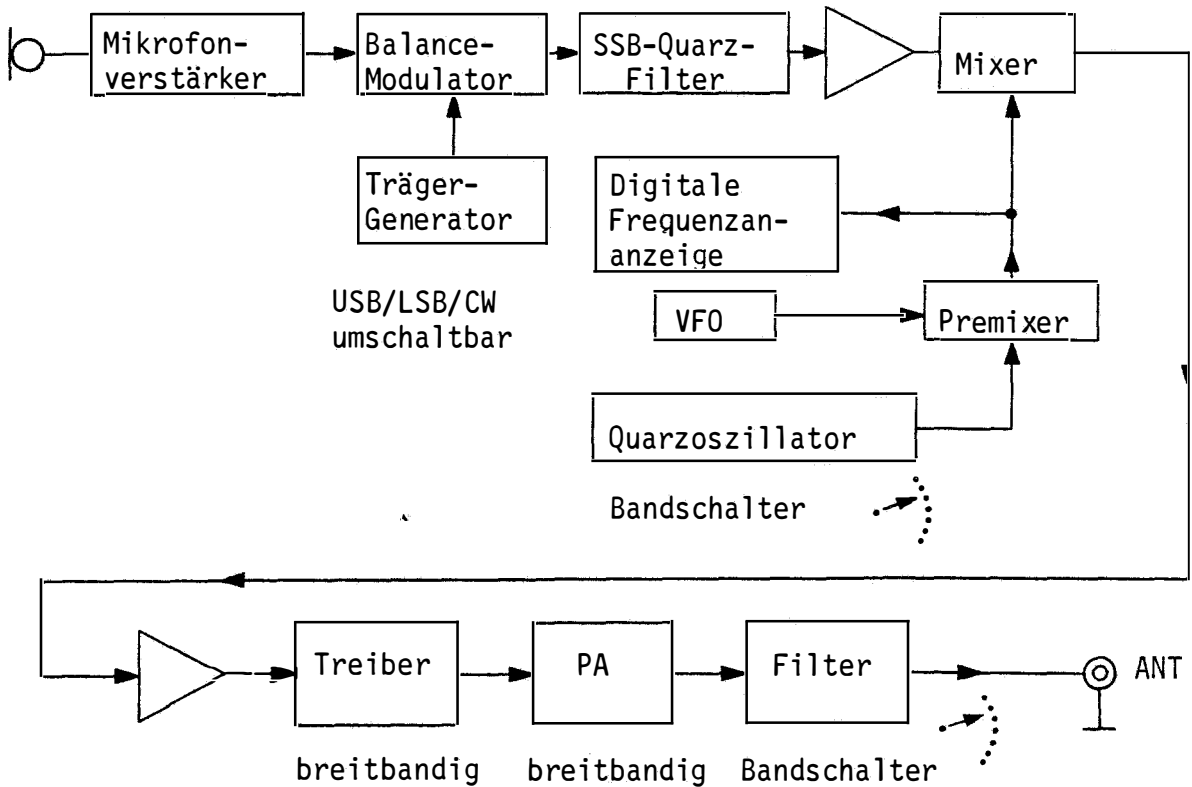 Mikrofon-
verstärker
Balance-
Modulator
SSB-Quarz-
Filter
Mixer
Träger-
Generator
Digitale
Frequenzan-
anzeige
USB/LSB/CW
umschaltbar
VFO
Premixer
Quarzoszillator
Bandschalter
Treiber
PA
Filter
ANT
breitbandig
breitbandig
Bandschalter